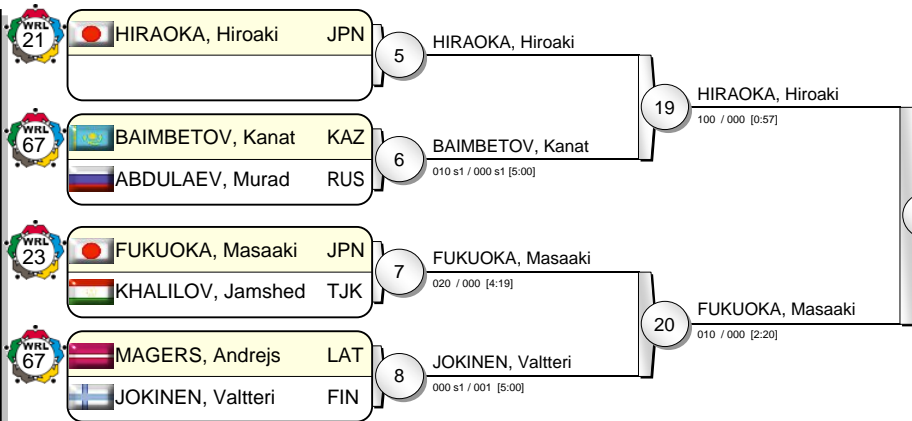 WRL
21
HIRAOKA, Hiroaki JPN
5
HIRAOKA, Hiroaki
19
HIRAOKA, Hiroaki
100 / 000 [0:57]
WRL
67
BAIMBETOV, Kanat KAZ
ABDULAEV, Murad RUS
6
BAIMBETOV, Kanat
010 s1 / 000 s1 [5:00]
WRL
23
FUKUOKA, Masaaki JPN
KHALILOV, Jamshed TJK
7
FUKUOKA, Masaaki
020 / 000 [4:19]
20
FUKUOKA, Masaaki
010 / 000 [2:20]
WRL
67
MAGERS, Andrejs LAT
JOKINEN, Valtteri FIN
8
JOKINEN, Valtteri
000 s1 / 001 [5:00]